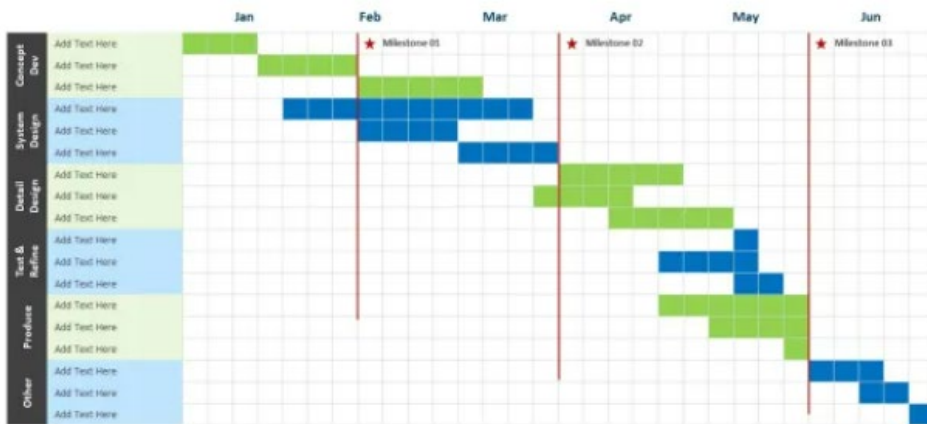 Jan Feb Mar Apr May Jun
Concept Dev
Add Text Here
Milestone 01
Milestone 02
Milestone 03
Add Text Here
Add Text Here
System Design
Add Text Here
Add Text Here
Add Text Here
Detail Design
Add Text Here
Add Text Here
Add Text Here
Test & Refine
Add Text Here
Add Text Here
Add Text Here
Produce
Add Text Here
Add Text Here
Add Text Here
Other
Add Text Here
Add Text Here
Add Text Here